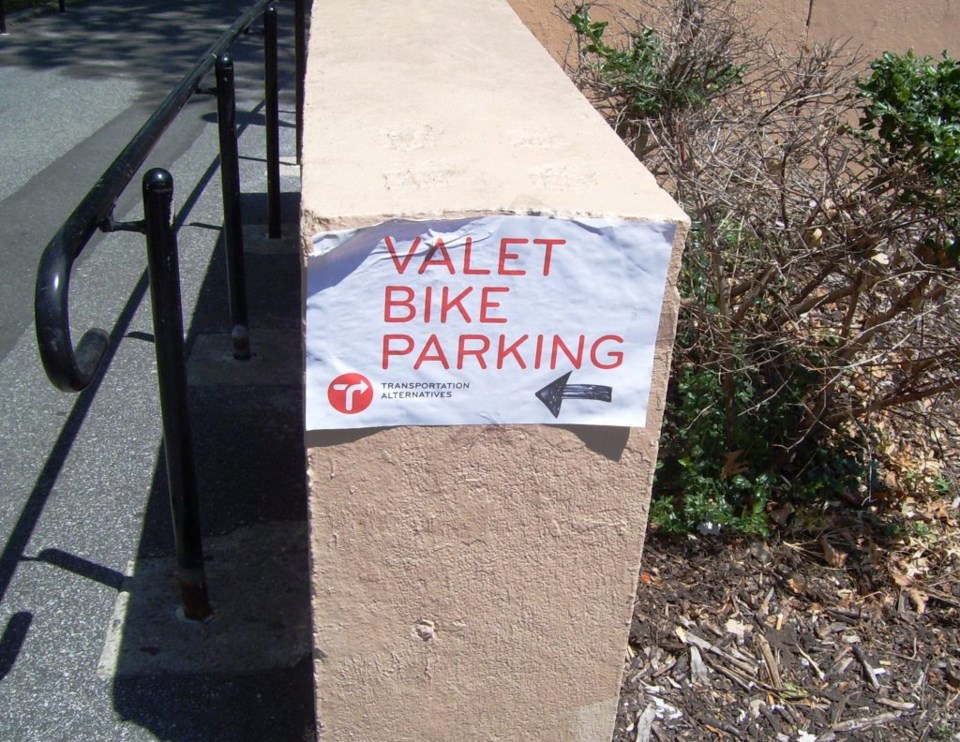 VALET
BIKE
PARKING
TRANSPORTATION
ALTERNATIVES